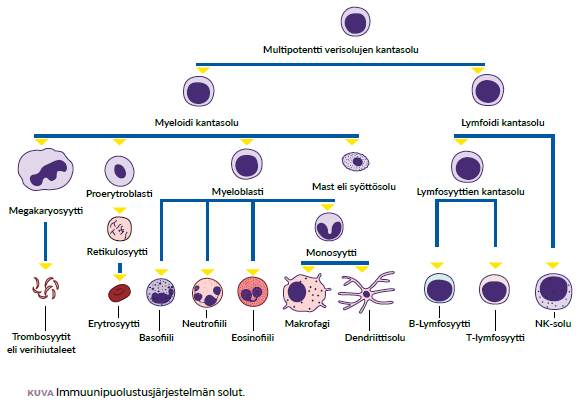 Multipotentti verisolujen kantasolu
Myeloidi kantasolu
Lymfoidi kantasolu
Megakaryosyytti
Proerytroblasti
Myeloblasti
Mast eli syöttösolu
Lymfosyyttien kantasolu
Retikulosyytti
Monosyytti
Trombosyytit
eli verihiutaleet
Erytrosyytti
Basofiili
Neutrofiili
Eosinofiili
Makrofagi
Dendriittisolu
B-Lymfosyytti
T-lymfosyytti
NK-solu
KUVA Immuunipuolustusjärjestelmän solut.